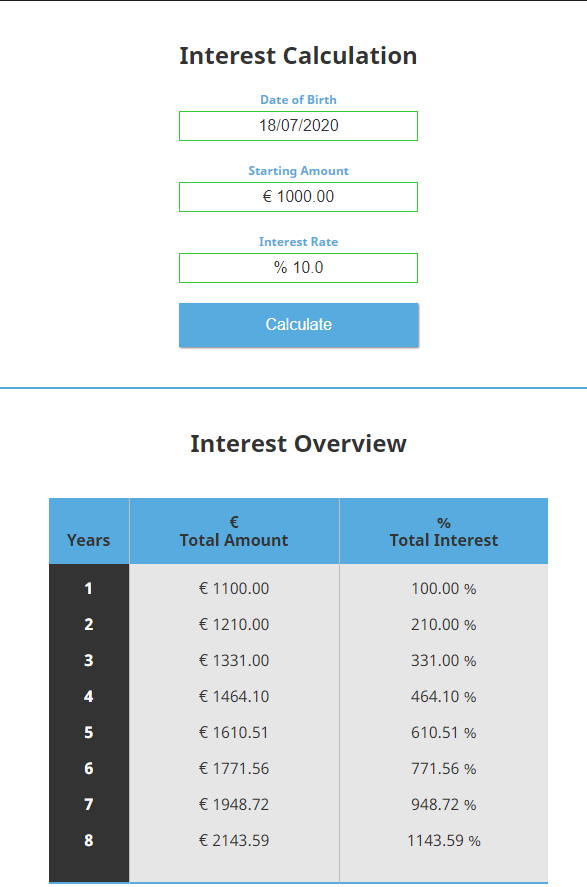 Interest Calculation
Date of Birth
18/07/2020
Starting Amount
€ 1000.00
Interest Rate
% 10.0
Calculate
Interest Overview
Years € Total Amount % Total Interest
1 € 1100.00 100.00 %
2 € 1210.00 210.00 %
3 € 1331.00 331.00 %
4 € 1464.10 464.10 %
5 € 1610.51 610.51 %
6 € 1771.56 771.56 %
7 € 1948.72 948.72 %
8 € 2143.59 1143.59 %